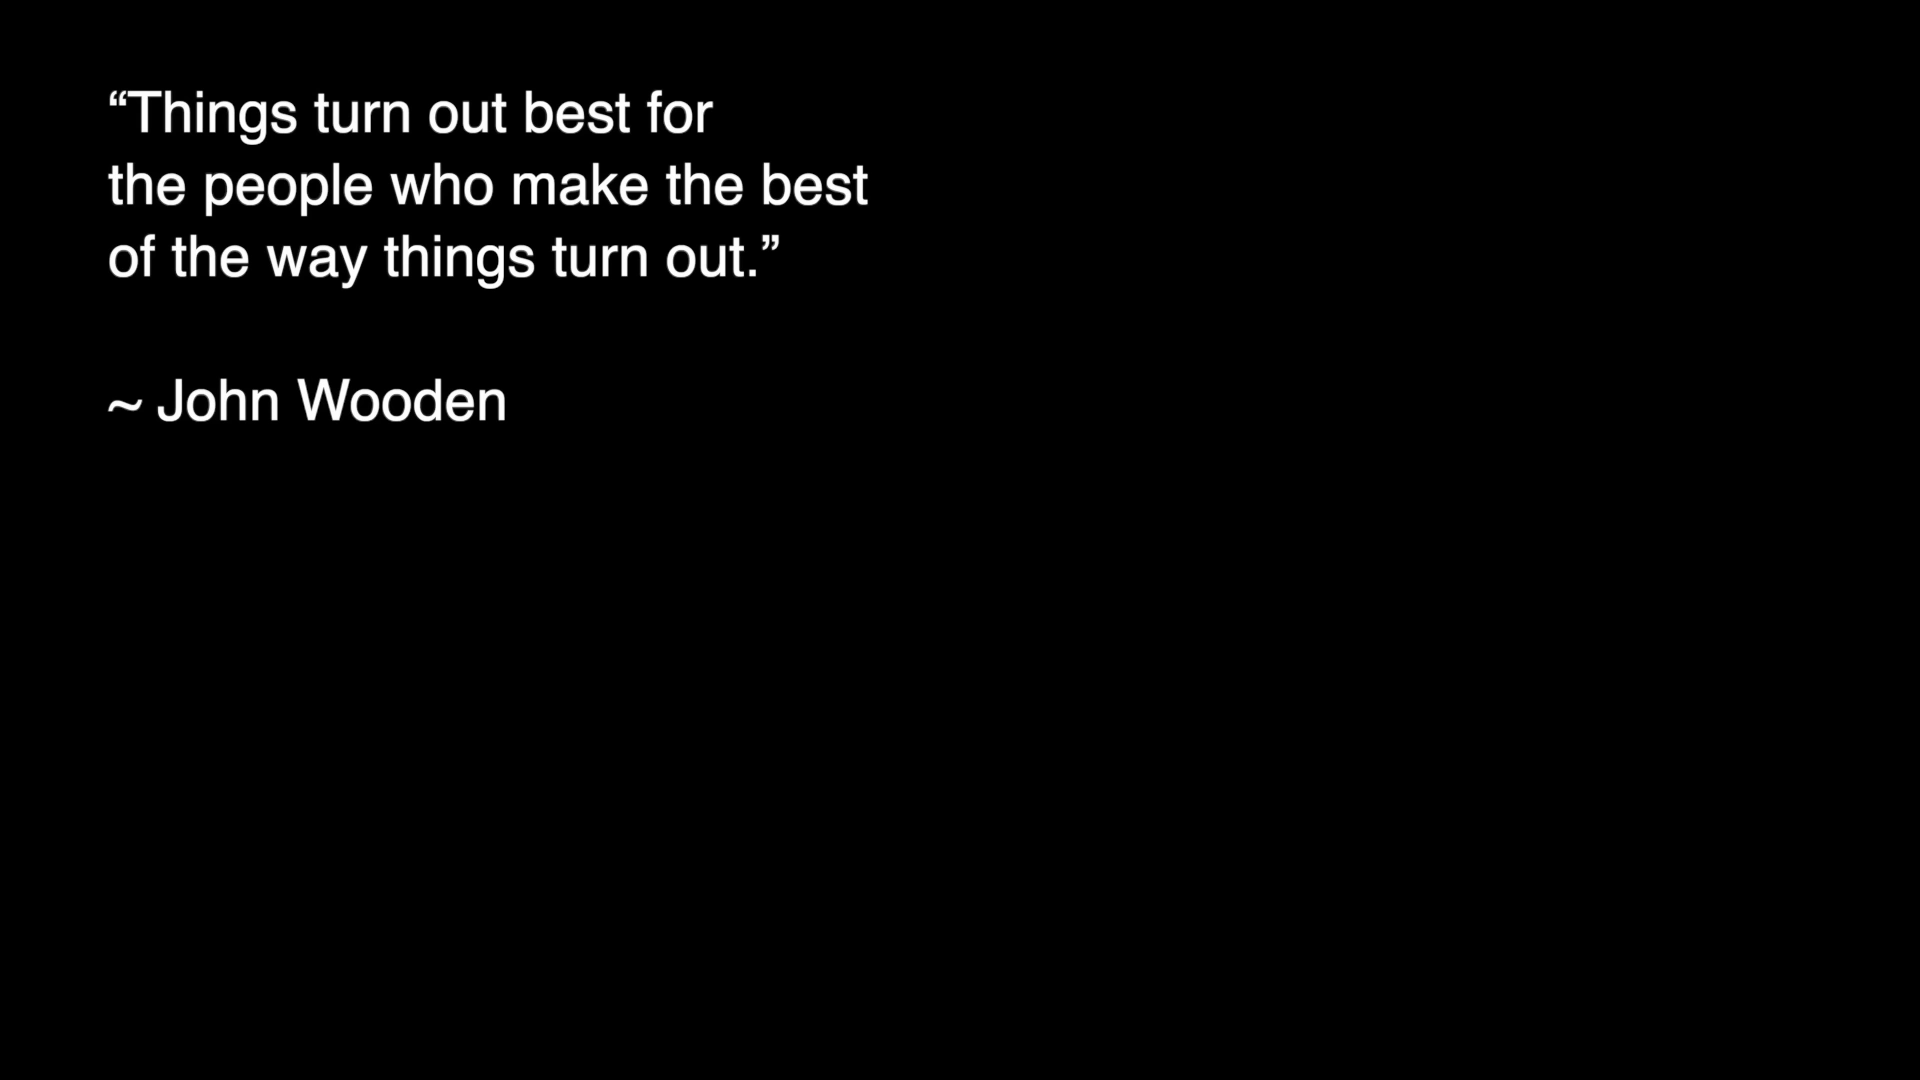 “Things turn out best for
the people who make the best
of the way things turn out.”
~ John Wooden